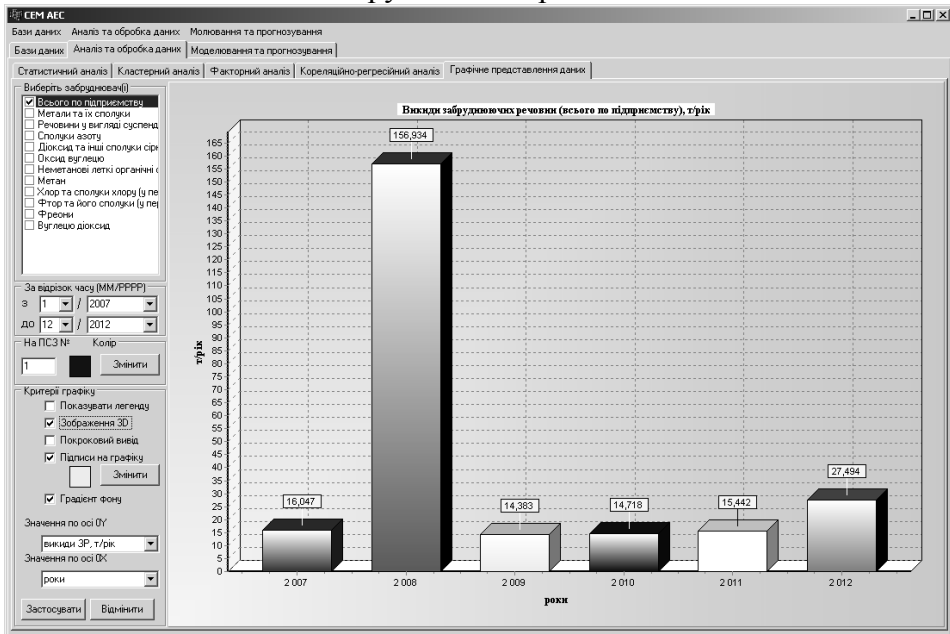 СЕМ АЕС
Бази даних Аналіз та обробка даних Молювання та прогнозування
Бази даних Аналіз та обробка даних Моделювання та прогнозування
Статистичний аналіз Кластерний аналіз Факторний аналіз Кореляційно-регресійний аналіз Графічне представлення даних
Виберіть забруднювач(і)
Всього по підприємству
Метали та їх сполуки
Речовини у вигляді суспенд
Сполуки азоту
Діоксид та інші сполуки сірк
Оксид вуглецю
Неметанові леткі органічні с
Метан
Хлор та сполуки хлору (у пе
Фтор та його сполуки (у пер
Фреони
Вуглецю діоксид
За відрізок часу (ММ/РРРР)
з 1 / 2007
до 12 / 2012
На ПСЗ № Колір
1 Змінити
Критерії графіку
Показувати легенду
Зображення 3D
Покроковий вивід
Підписи на графіку
Змінити
Градієнт фону
Значення по осі 0Y
викиди ЗР, т/рік
Значення по осі 0X
роки
Застосувати Відмінити
Викиди забруднюючих речовин (всього по підприємству), т/рік
т/рік
165
160
155
150
145
140
135
130
125
120
115
110
105
100
95
90
85
80
75
70
65
60
55
50
45
40
35
30
25
20
15
10
5
0
16,047
156,934
14,383
14,718
15,442
27,494
2 007 2 008 2 009 2 010 2 011 2 012
роки